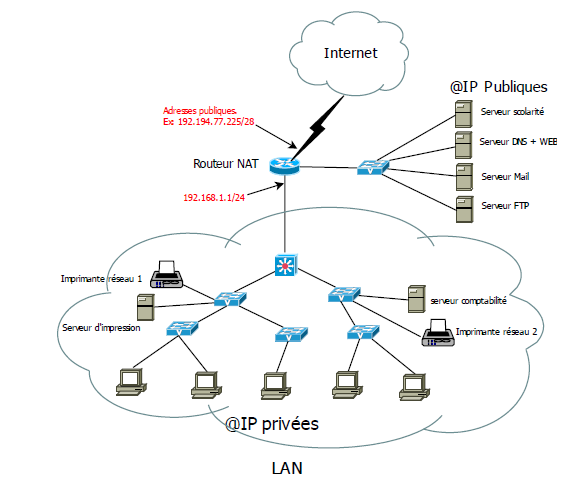 Internet
@IP Publiques
Adresses publiques.
Ex: 192.194.77.225/28
Serveur scolarité
Serveur DNS + WEB
Routeur NAT
Serveur Mail
192.168.1.1/24
Serveur FTP
Imprimante réseau 1
serveur comptabilité
Serveur d'impression
Imprimante réseau 2
@IP privées
LAN